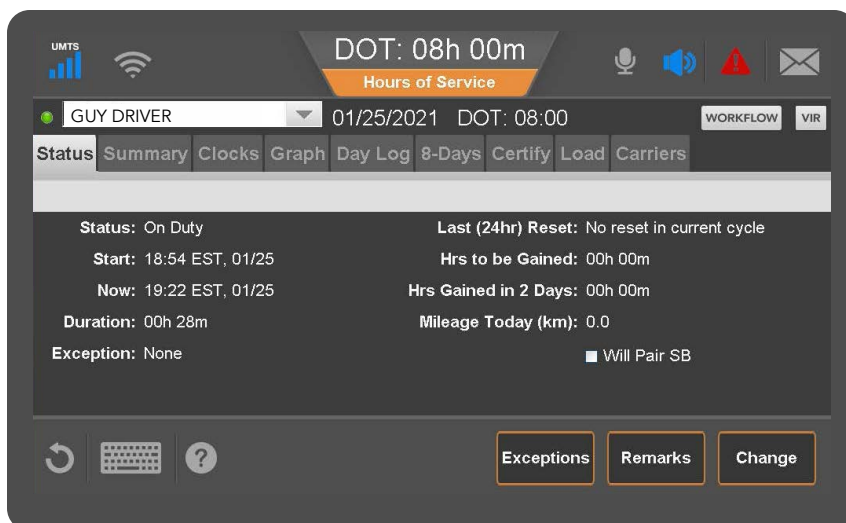 UMTS
DOT: 08h 00m
Hours of Service
GUY DRIVER 01/25/2021 DOT: 08:00 WORKFLOW VIR
Status Summary Clocks Graph Day Log 8-Days Certify Load Carriers
Status: On Duty
Start: 18:54 EST, 01/25
Now: 19:22 EST, 01/25
Duration: 00h 28m
Exception: None
Last (24hr) Reset: No reset in current cycle
Hrs to be Gained: 00h 00m
Hrs Gained in 2 Days: 00h 00m
Mileage Today (km): 0.0
Will Pair SB
? Exceptions Remarks Change